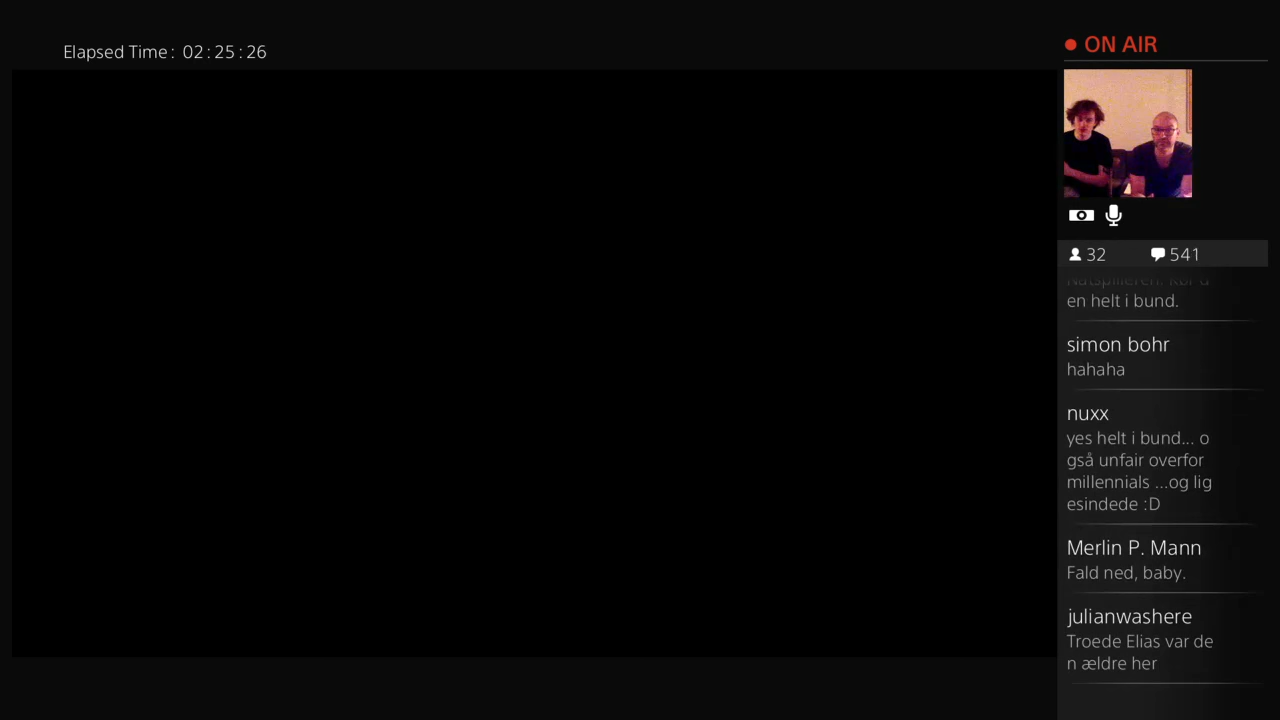 Elapsed Time: 02:25:26
ON AIR
32 541
en helt i bund.
simon bohr
hahaha
nuxx
yes helt i bund... o
gså unfair overfor
millennials ...og lig
esindede :D
Merlin P. Mann
Fald ned, baby.
julianwashere
Troede Elias var de
n ældre her